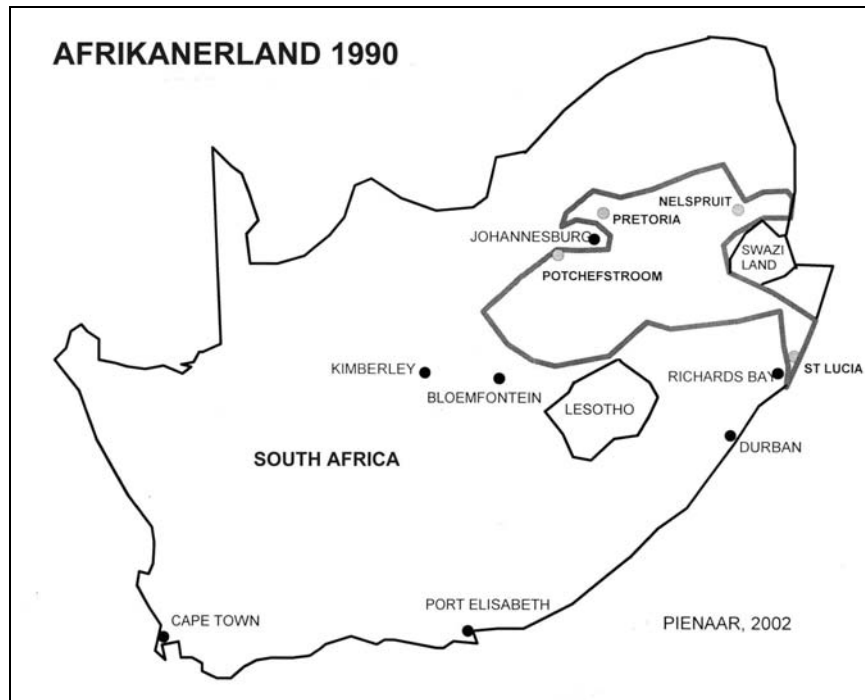 AFRIKANERLAND 1990
NELSPRUIT
PRETORIA
JOHANNESBURG
SWAZI
LAND
POTCHEFSTROOM
KIMBERLEY
RICHARDS BAY
ST LUCIA
BLOEMFONTEIN
LESOTHO
DURBAN
SOUTH AFRICA
PORT ELISABETH
CAPE TOWN
PIENAAR, 2002